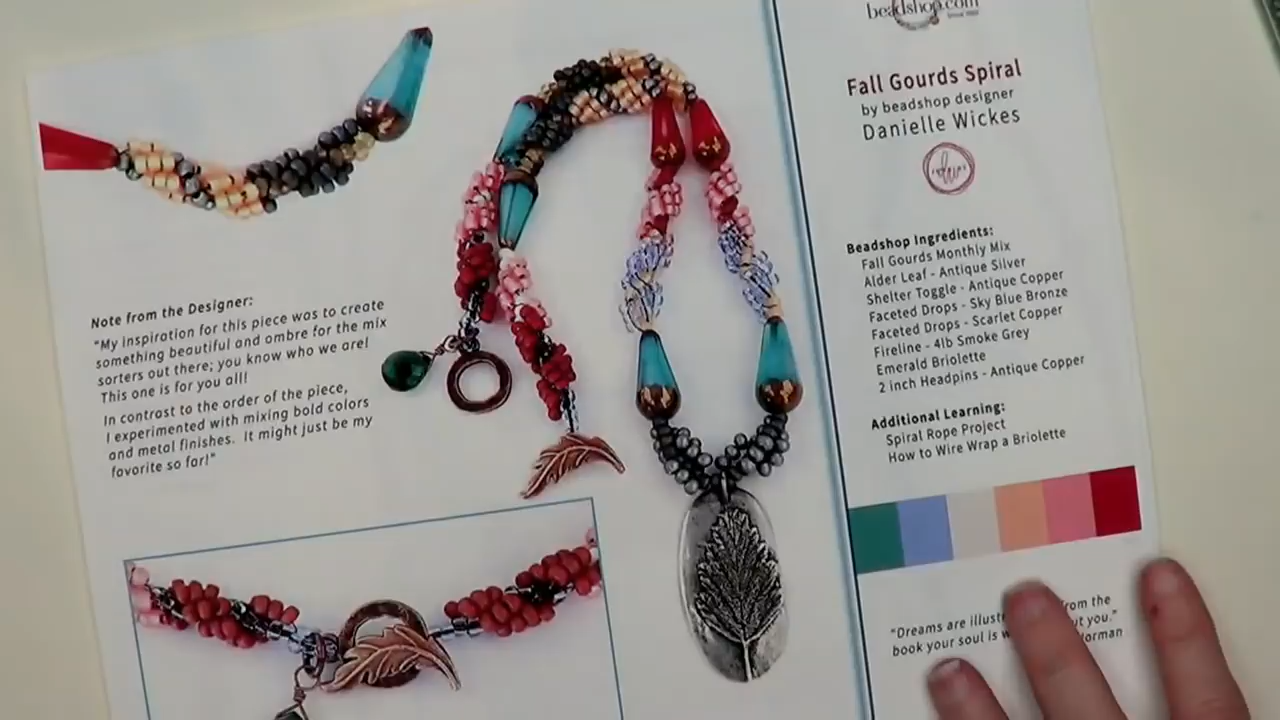 beadshop.com
Fall Gourds Spiral
by beadshop designer
Danielle Wickes
Beadshop Ingredients:
Fall Gourds Monthly Mix
Alder Leaf - Antique Silver
Shelter Toggle - Antique Copper
Faceted Drops - Sky Blue Bronze
Faceted Drops - Scarlet Copper
Fireline - 4lb Smoke Grey
Emerald Briolette
2 inch Headpins - Antique Copper
Additional Learning:
Spiral Rope Project
How to Wire Wrap a Briolette
"Dreams are from the
book your soul is you."
Note from the Designer:
"My inspiration for this piece was to create
something beautiful and ombre for the mix
sorters out there; you know who we are!
This one is for you all!
In contrast to the order of the piece,
I experimented with mixing bold colors
and metal finishes. It might just be my
favorite so far!"